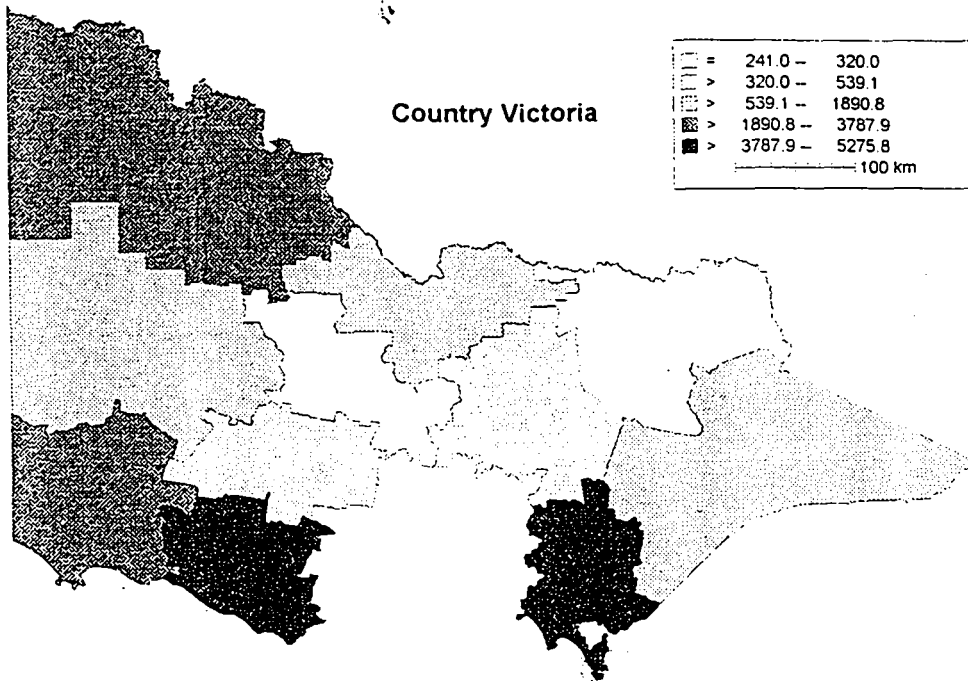 Country Victoria
= 241.0 – 320.0
> 320.0 – 539.1
> 539.1 – 1890.8
> 1890.8 – 3787.9
> 3787.9 – 5275.8
100 km